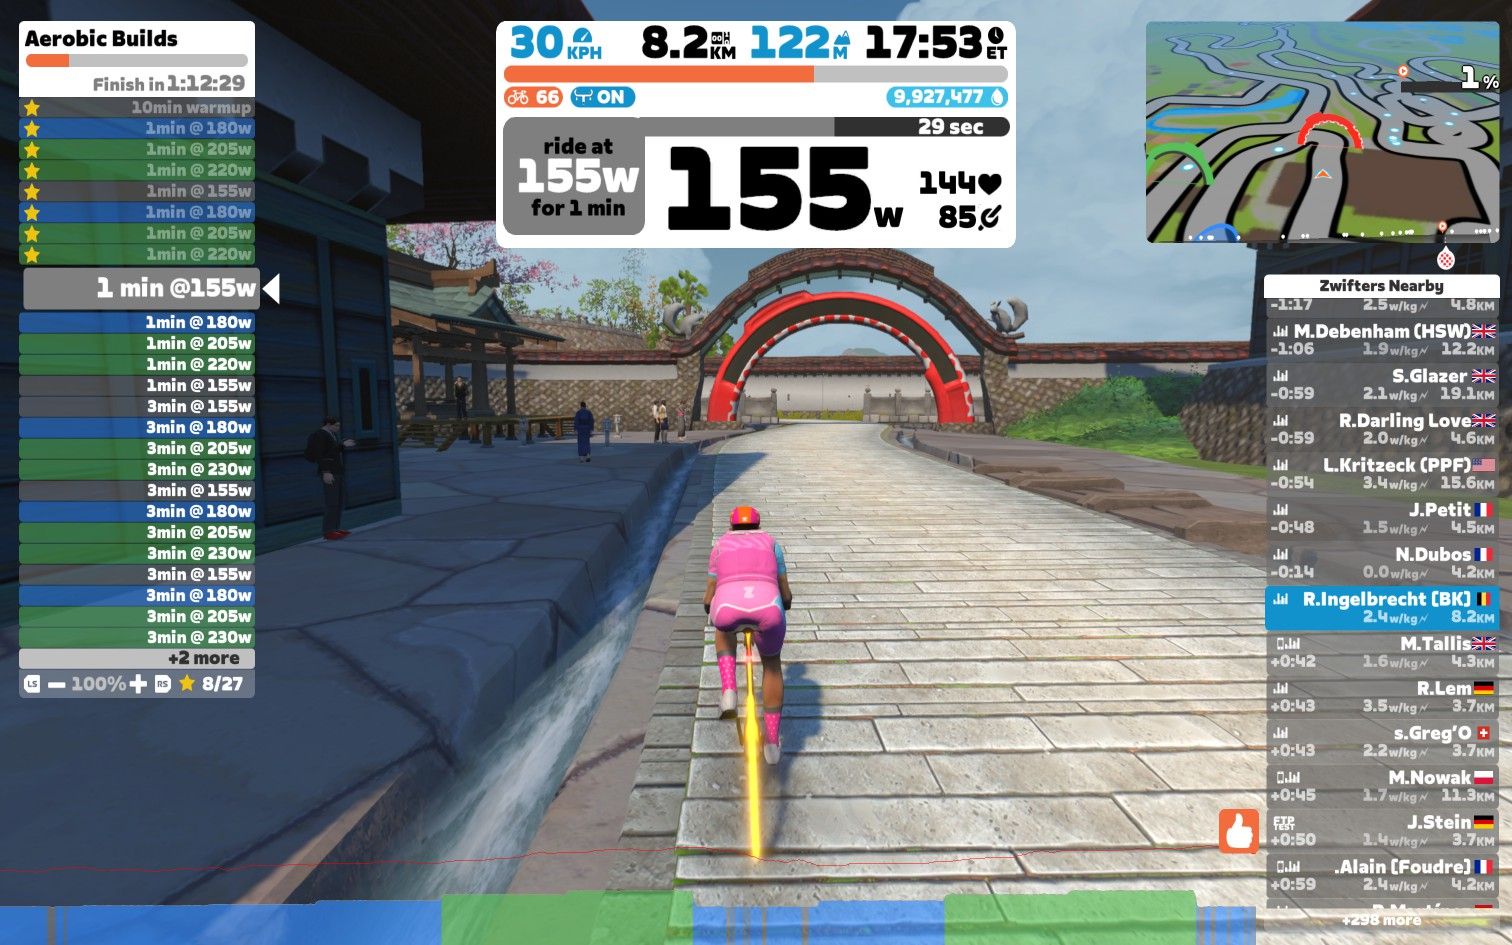 Aerobic Builds
Finish in 1:12:29
10min warmup
1min @ 180w
1min @ 205w
1min @ 220w
1min @ 155w
1min @ 180w
1min @ 205w
1min @ 220w
1 min @155w
1min @ 180w
1min @ 205w
1min @ 220w
1min @ 155w
3min @ 155w
3min @ 180w
3min @ 205w
3min @ 230w
3min @ 155w
3min @ 180w
3min @ 205w
3min @ 230w
3min @ 155w
3min @ 180w
3min @ 205w
3min @ 230w
+2 more
LS 100% RS 8/27
30 KPH 8.2 KM 122 M 17:53 ET
66 ON 9,927,477
29 sec
ride at
155w
for 1 min
155w
144
85
1%
Zwifters Nearby
-1:17 2.5w/kg 4.8KM
M.Debenham (HSW)
-1:06 1.9w/kg 12.2KM
S.Glazer
-0:59 2.1w/kg 19.1KM
R.Darling Love
-0:59 2.0w/kg 4.6KM
L.Kritzeck (PPF)
-0:54 3.4w/kg 15.6KM
J.Petit
-0:48 1.5w/kg 4.5KM
N.Dubos
-0:14 0.0w/kg 4.2KM
R.Ingelbrecht (BK)
2.4w/kg 8.2KM
M.Tallis
+0:42 1.6w/kg 4.3KM
R.Lem
+0:43 3.5w/kg 3.7KM
s.Greg'O
+0:43 2.2w/kg 3.7KM
M.Nowak
+0:45 1.7w/kg 11.3KM
FTP TEST J.Stein
+0:50 1.4w/kg 3.7KM
.Alain (Foudre)
+0:59 2.4w/kg 4.2KM
+298 more